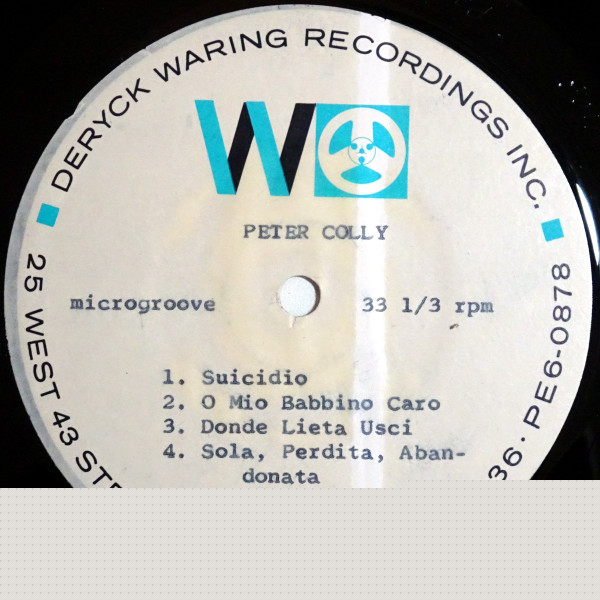 DERYCK WARING RECORDINGS INC.
W
PETER COLLY
microgroove 33 1/3 rpm
1. Suicidio
2. O Mio Babbino Caro
3. Donde Lieta Usci
4. Sola, Perdita, Aban-
donata
25 WEST 43 STR
36 · PE6-0878